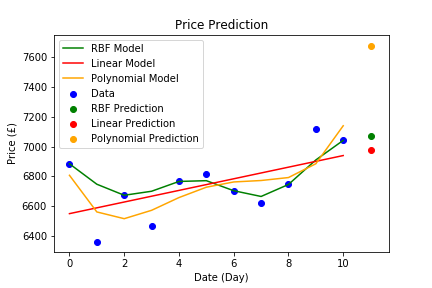 Price Prediction
RBF Model
Linear Model
Polynomial Model
Data
RBF Prediction
Linear Prediction
Polynomial Prediction
7600
7400
7200
7000
6800
6600
6400
Price (£)
0 2 4 6 8 10
Date (Day)